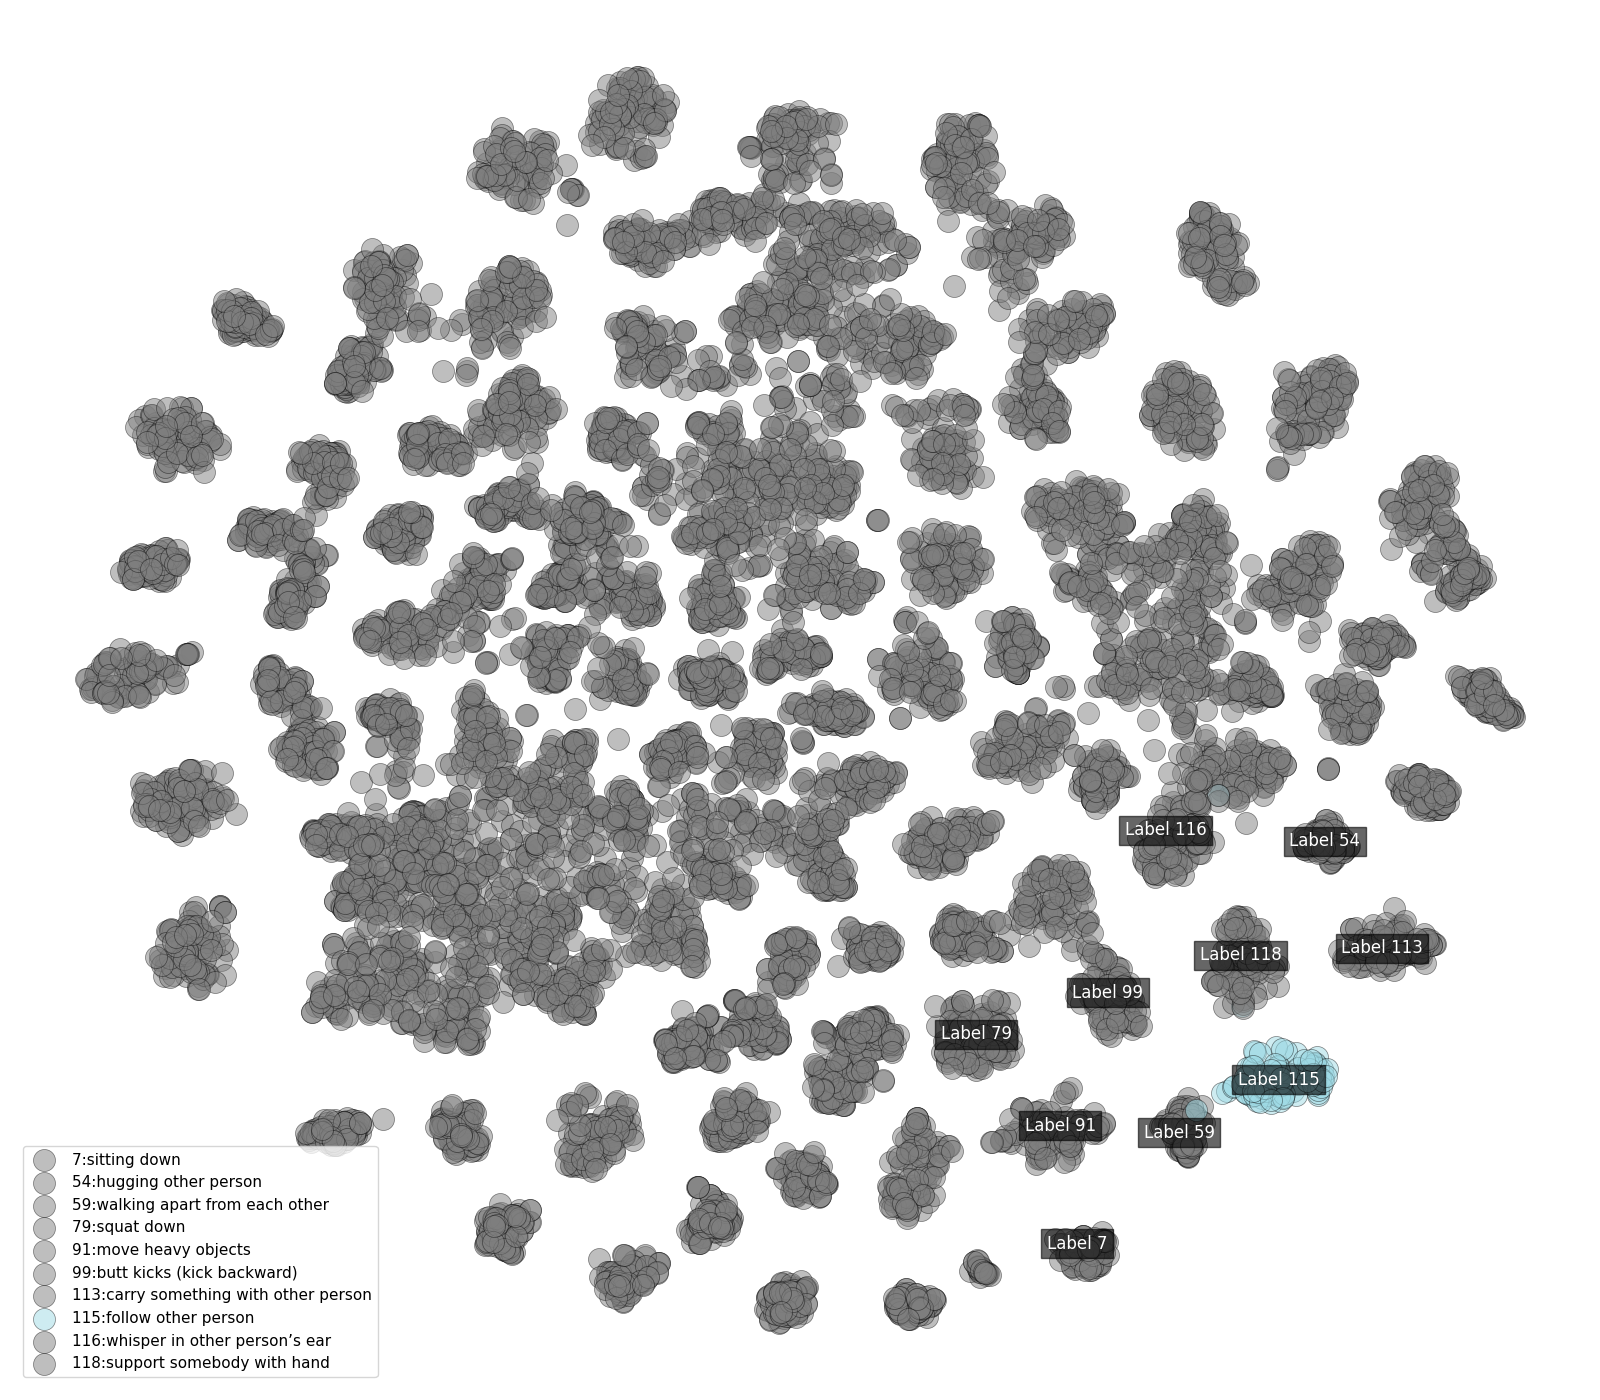 Label 116
Label 54
Label 118
Label 113
Label 99
Label 79
Label 115
Label 91
Label 59
Label 7
7:sitting down
54:hugging other person
59:walking apart from each other
79:squat down
91:move heavy objects
99:butt kicks (kick backward)
113:carry something with other person
115:follow other person
116:whisper in other person’s ear
118:support somebody with hand